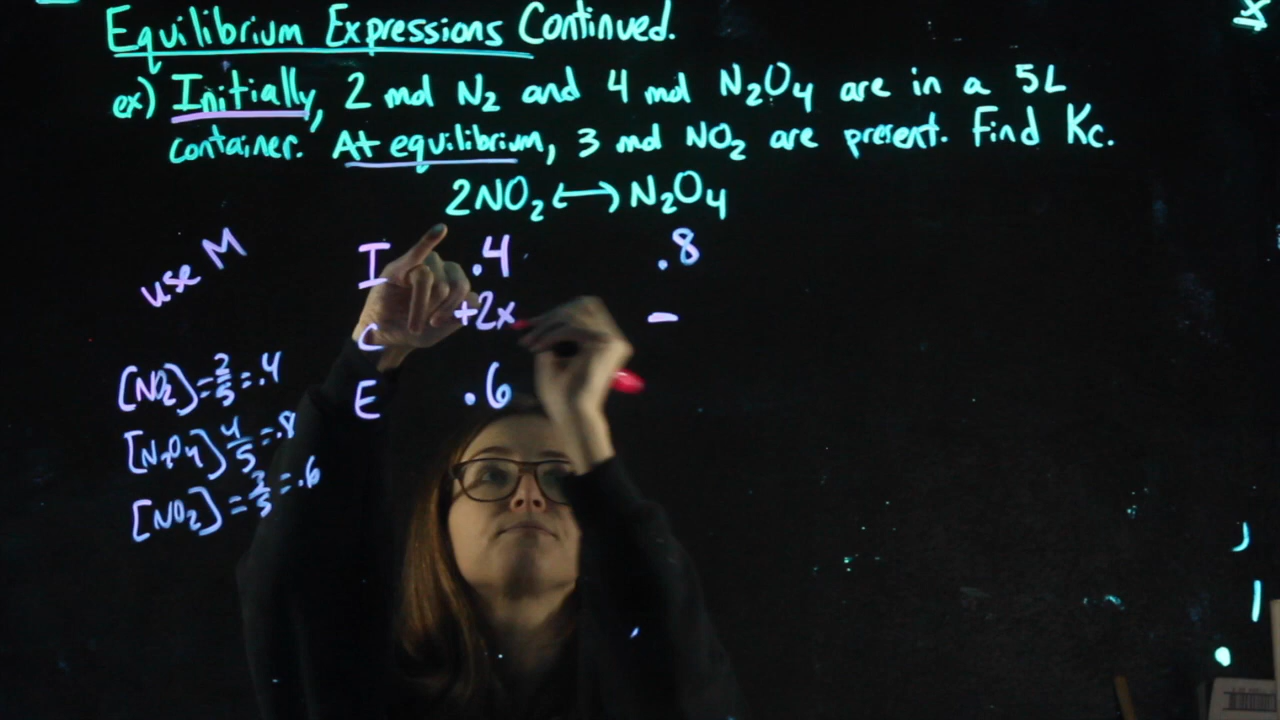 Equilibrium Expressions Continued.
ex) Initially, 2 mol N₂ and 4 mol N₂O₄ are in a 5L
container. At equilibrium, 3 mol NO₂ are present. Find Kc.
2NO₂ ⟷ N₂O₄
use M
I .4 .8
C +2x -
E .6
[NO₂] = 2/5 = .4
[N₂O₄] 4/5 = .8
[NO₂] = 3/5 = .6